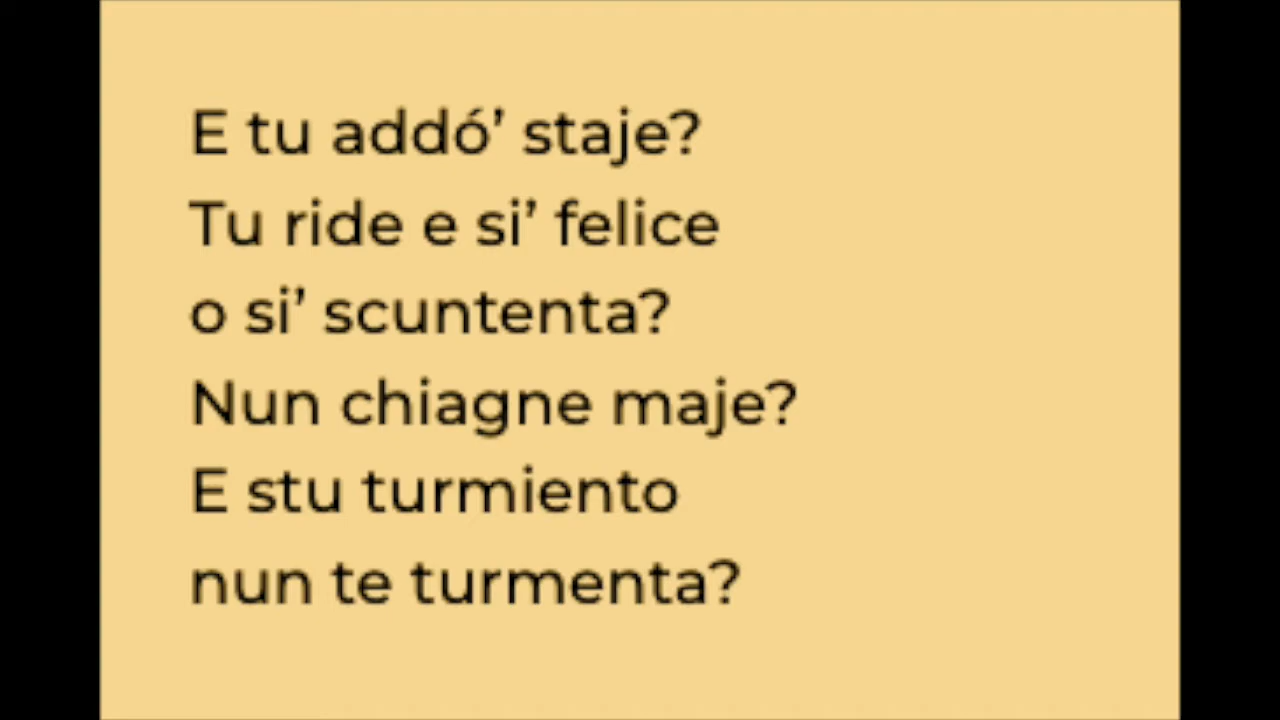 E tu addó’ staje?
Tu ride e si’ felice
o si’ scuntenta?
Nun chiagne maje?
E stu turmiento
nun te turmenta?